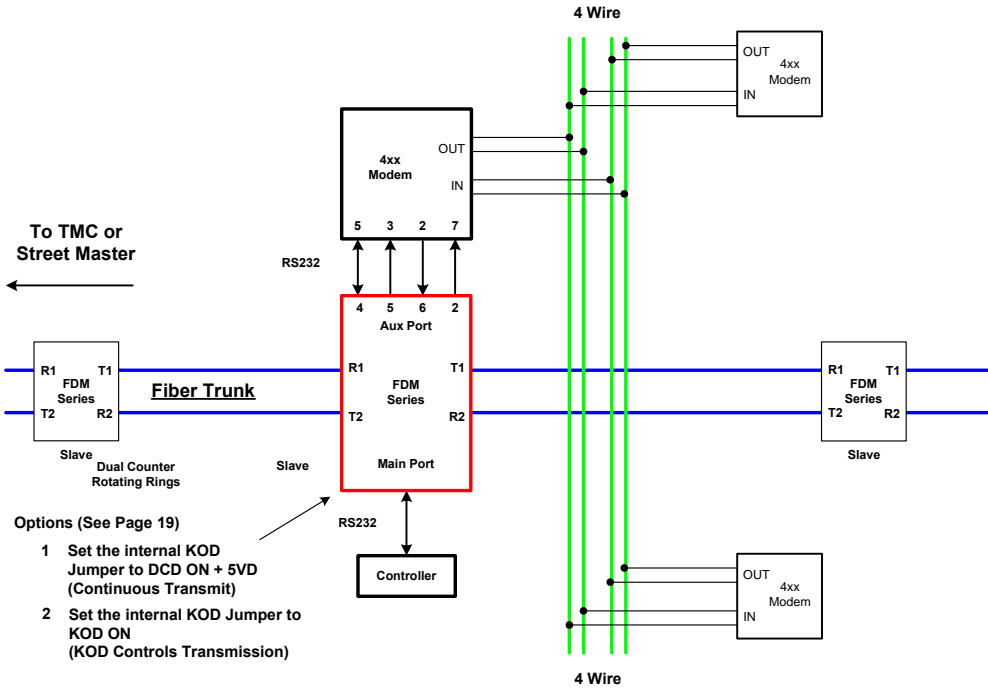 4 Wire
OUT
4xx
Modem
IN
4xx
Modem
OUT
IN
5 3 2 7
To TMC or
Street Master
RS232
4 5 6 2
Aux Port
R1 T1
FDM
Series
T2 R2
Slave
Fiber Trunk
Dual Counter
Rotating Rings
R1 T1
FDM
Series
T2 R2
Main Port
Slave
R1 T1
FDM
Series
T2 R2
Slave
RS232
Controller
Options (See Page 19)
1 Set the internal KOD
Jumper to DCD ON + 5VD
(Continuous Transmit)
2 Set the internal KOD Jumper to
KOD ON
(KOD Controls Transmission)
OUT
4xx
Modem
IN
4 Wire